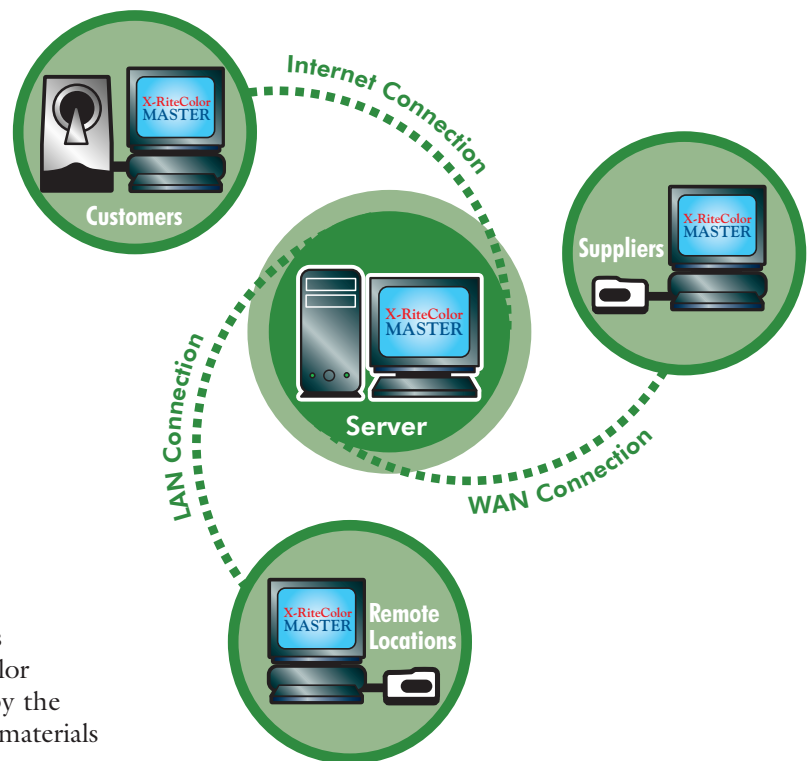 Internet Connection
X-RiteColor
MASTER
Customers
X-RiteColor
MASTER
Suppliers
X-RiteColor
MASTER
Server
LAN Connection
WAN Connection
X-RiteColor
MASTER
Remote
Locations
by the
materials